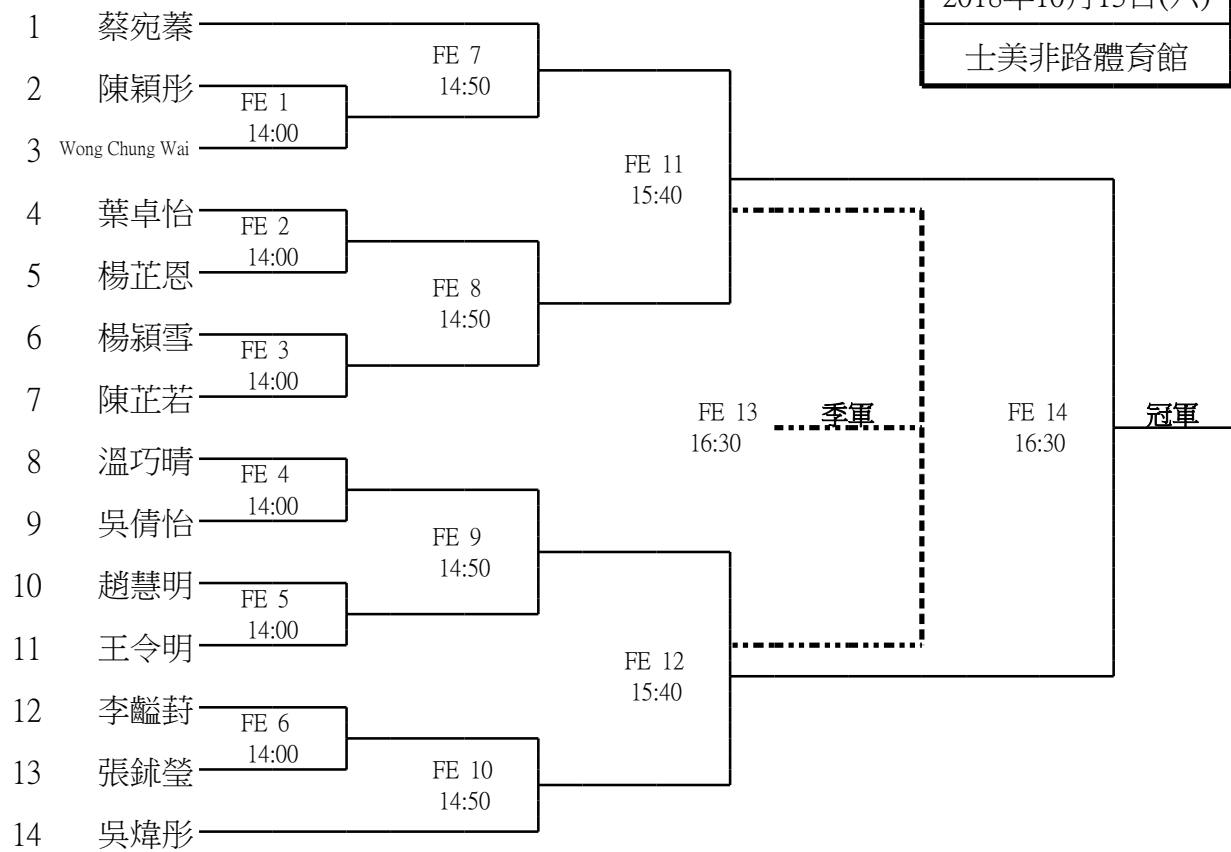 2018年10月13日(六)
士美非路體育館
1 蔡宛蓁
FE 7
14:50
2 陳穎彤
FE 1
14:00
3 Wong Chung Wai
FE 11
15:40
4 葉卓怡
FE 2
14:00
5 楊芷恩
FE 8
14:50
6 楊潁雪
FE 3
14:00
7 陳芷若
FE 13 季軍
16:30
FE 14 冠軍
16:30
8 溫巧晴
FE 4
14:00
9 吳倩怡
FE 9
14:50
10 趙慧明
FE 5
14:00
11 王令明
FE 12
15:40
12 李齸葑
FE 6
14:00
13 張鉥瑩
FE 10
14:50
14 吳煒彤